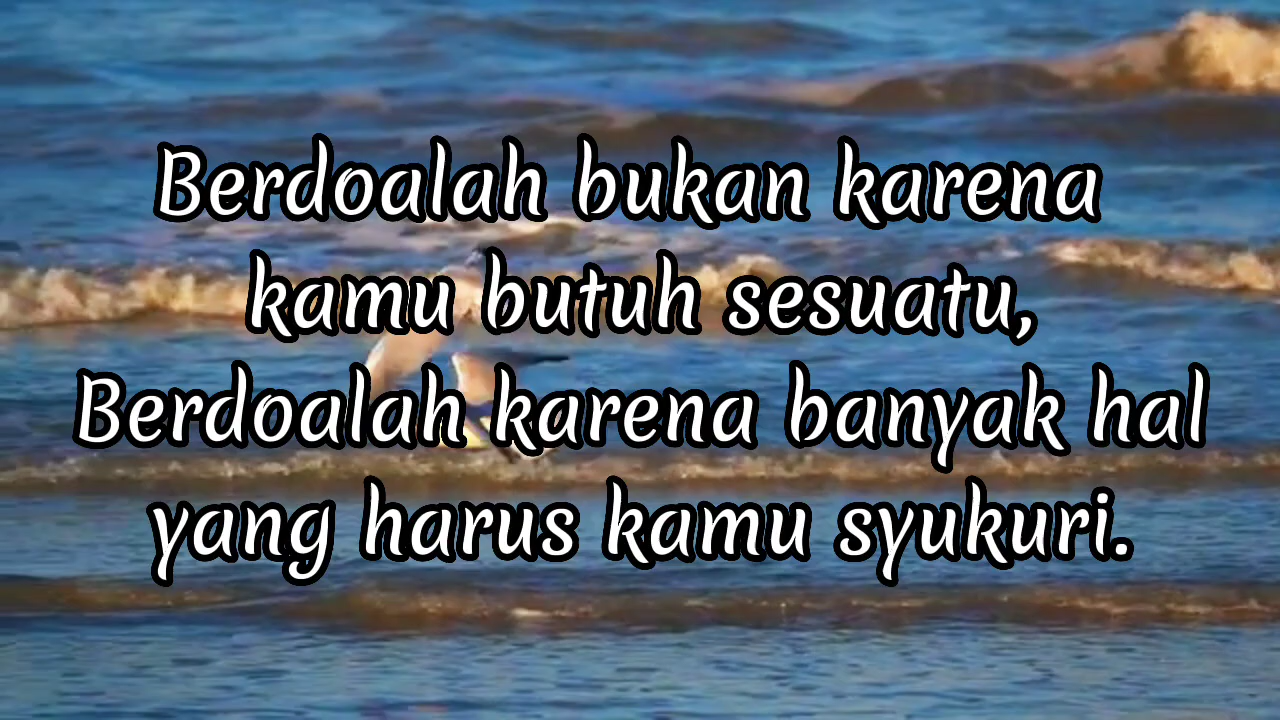 Berdoalah bukan karena
kamu butuh sesuatu,
Berdoalah karena banyak hal
yang harus kamu syukuri.